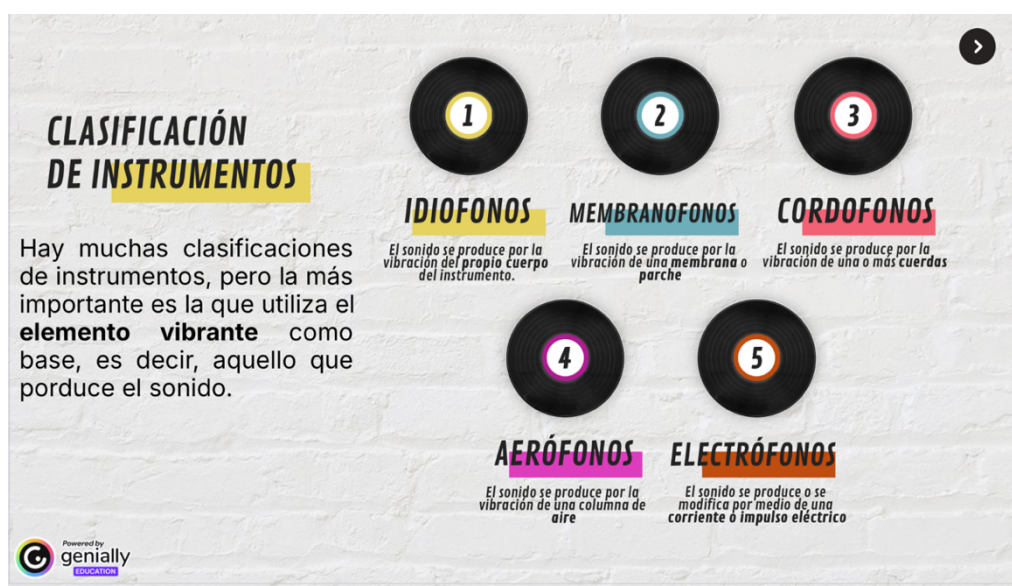 CLASIFICACIÓN
DE INSTRUMENTOS
Hay muchas clasificaciones
de instrumentos, pero la más
importante es la que utiliza el
elemento vibrante como
base, es decir, aquello que
porduce el sonido.
1
IDIOFONOS
El sonido se produce por la
vibración del propio cuerpo
del instrumento.
2
MEMBRANOFONOS
El sonido se produce por la
vibración de una membrana o
parche
3
CORDOFONOS
El sonido se produce por la
vibración de una o más cuerdas
4
AERÓFONOS
El sonido se produce por la
vibración de una columna de
aire
5
ELECTRÓFONOS
El sonido se produce o se
modifica por medio de una
corriente o impulso eléctrico
Powered by
genially
EDUCATION